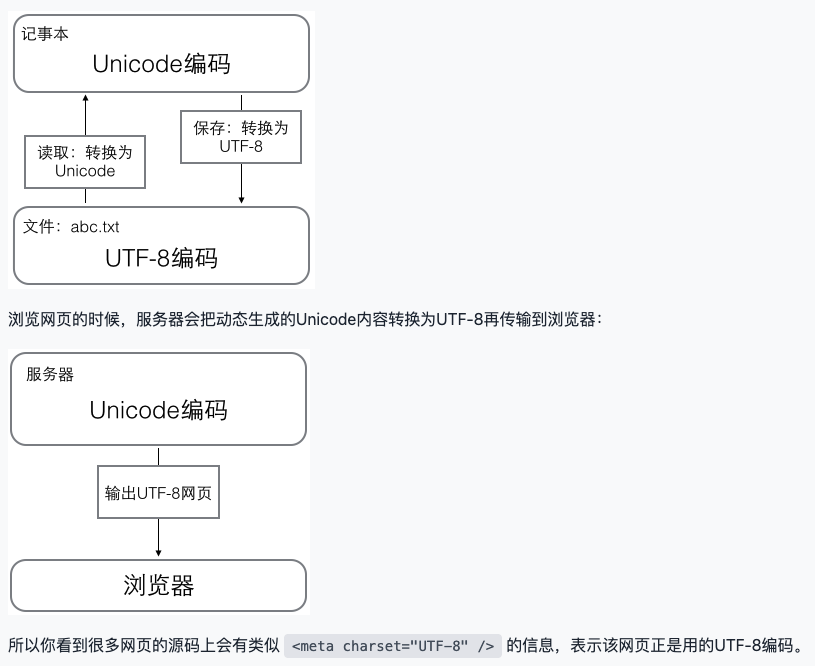 记事本
Unicode编码
读取：转换为
Unicode
保存：转换为
UTF-8
文件：abc.txt
UTF-8编码
浏览网页的时候，服务器会把动态生成的Unicode内容转换为UTF-8再传输到浏览器：
服务器
Unicode编码
输出UTF-8网页
浏览器
所以你看到很多网页的源码上会有类似 <meta charset="UTF-8" /> 的信息，表示该网页正是用的UTF-8编码。